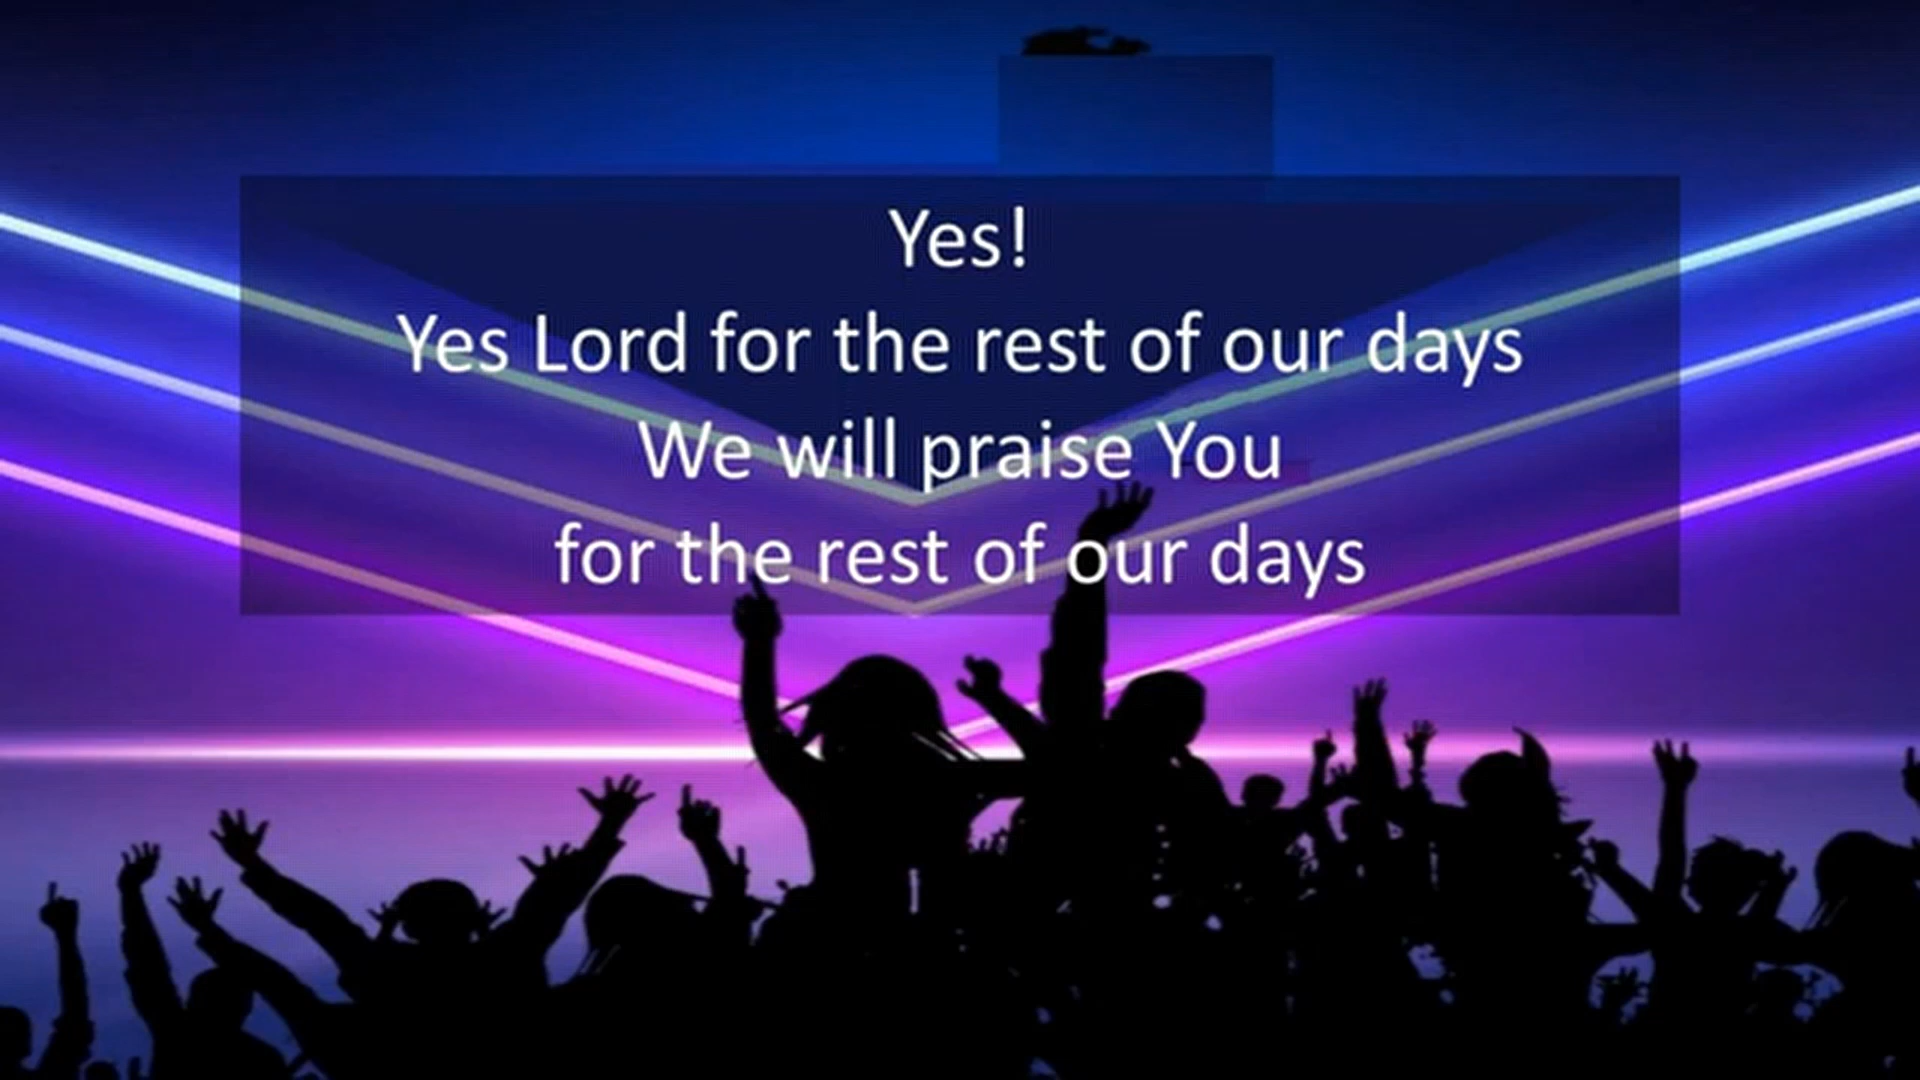 Yes!
Yes Lord for the rest of our days
We will praise You
for the rest of our days